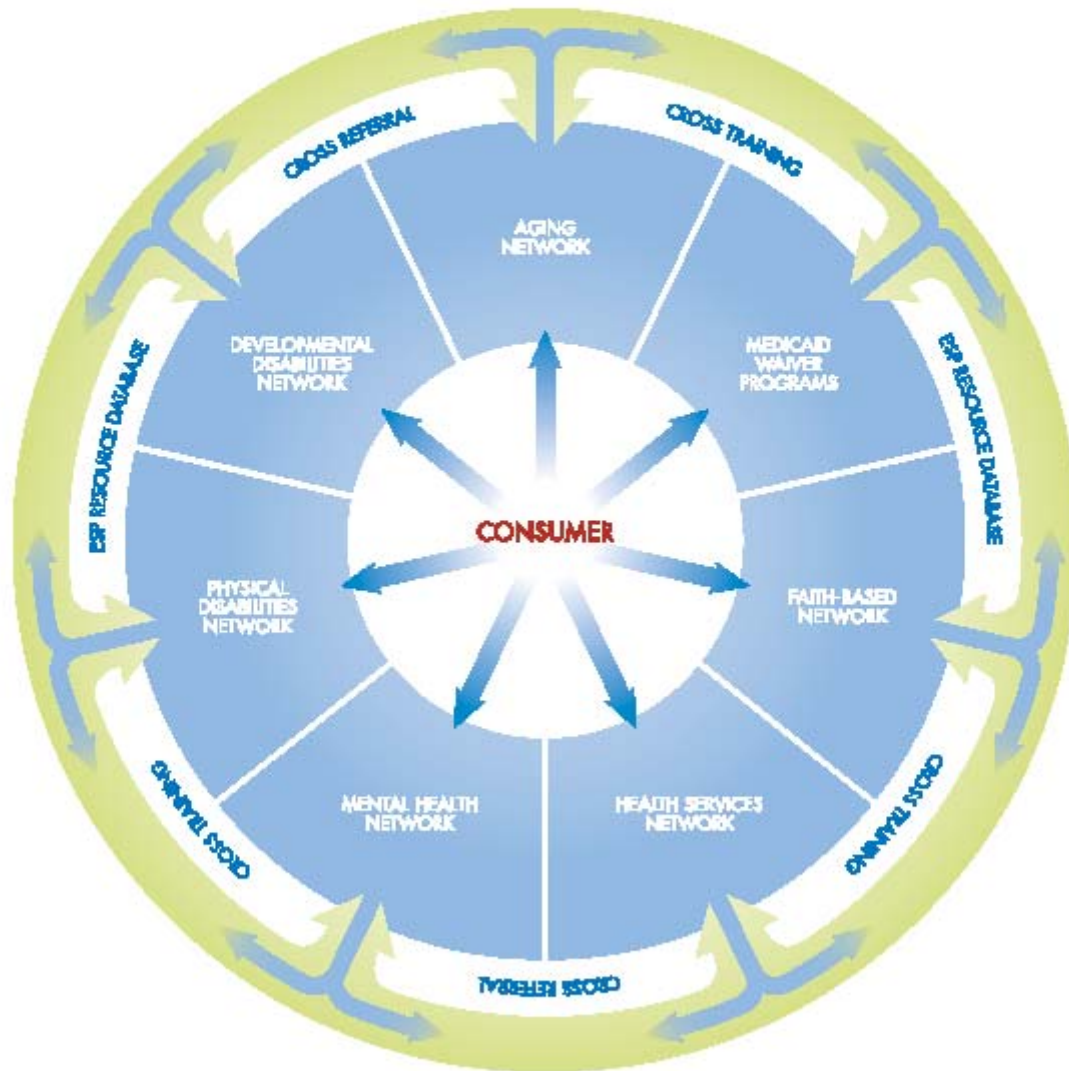 CROSS REFERRAL
CROSS TRAINING
AGING
NETWORK
DEVELOPMENTAL
DISABILITIES
NETWORK
MEDICAID
WAIVER
PROGRAMS
ESP RESOURCE DATABASE
ESP RESOURCE DATABASE
CONSUMER
PHYSICAL
DISABILITIES
NETWORK
FAITH-BASED
NETWORK
MENTAL HEALTH
NETWORK
HEALTH SERVICES
NETWORK
CROSS TRAINING
CROSS TRAINING
CROSS REFERRAL